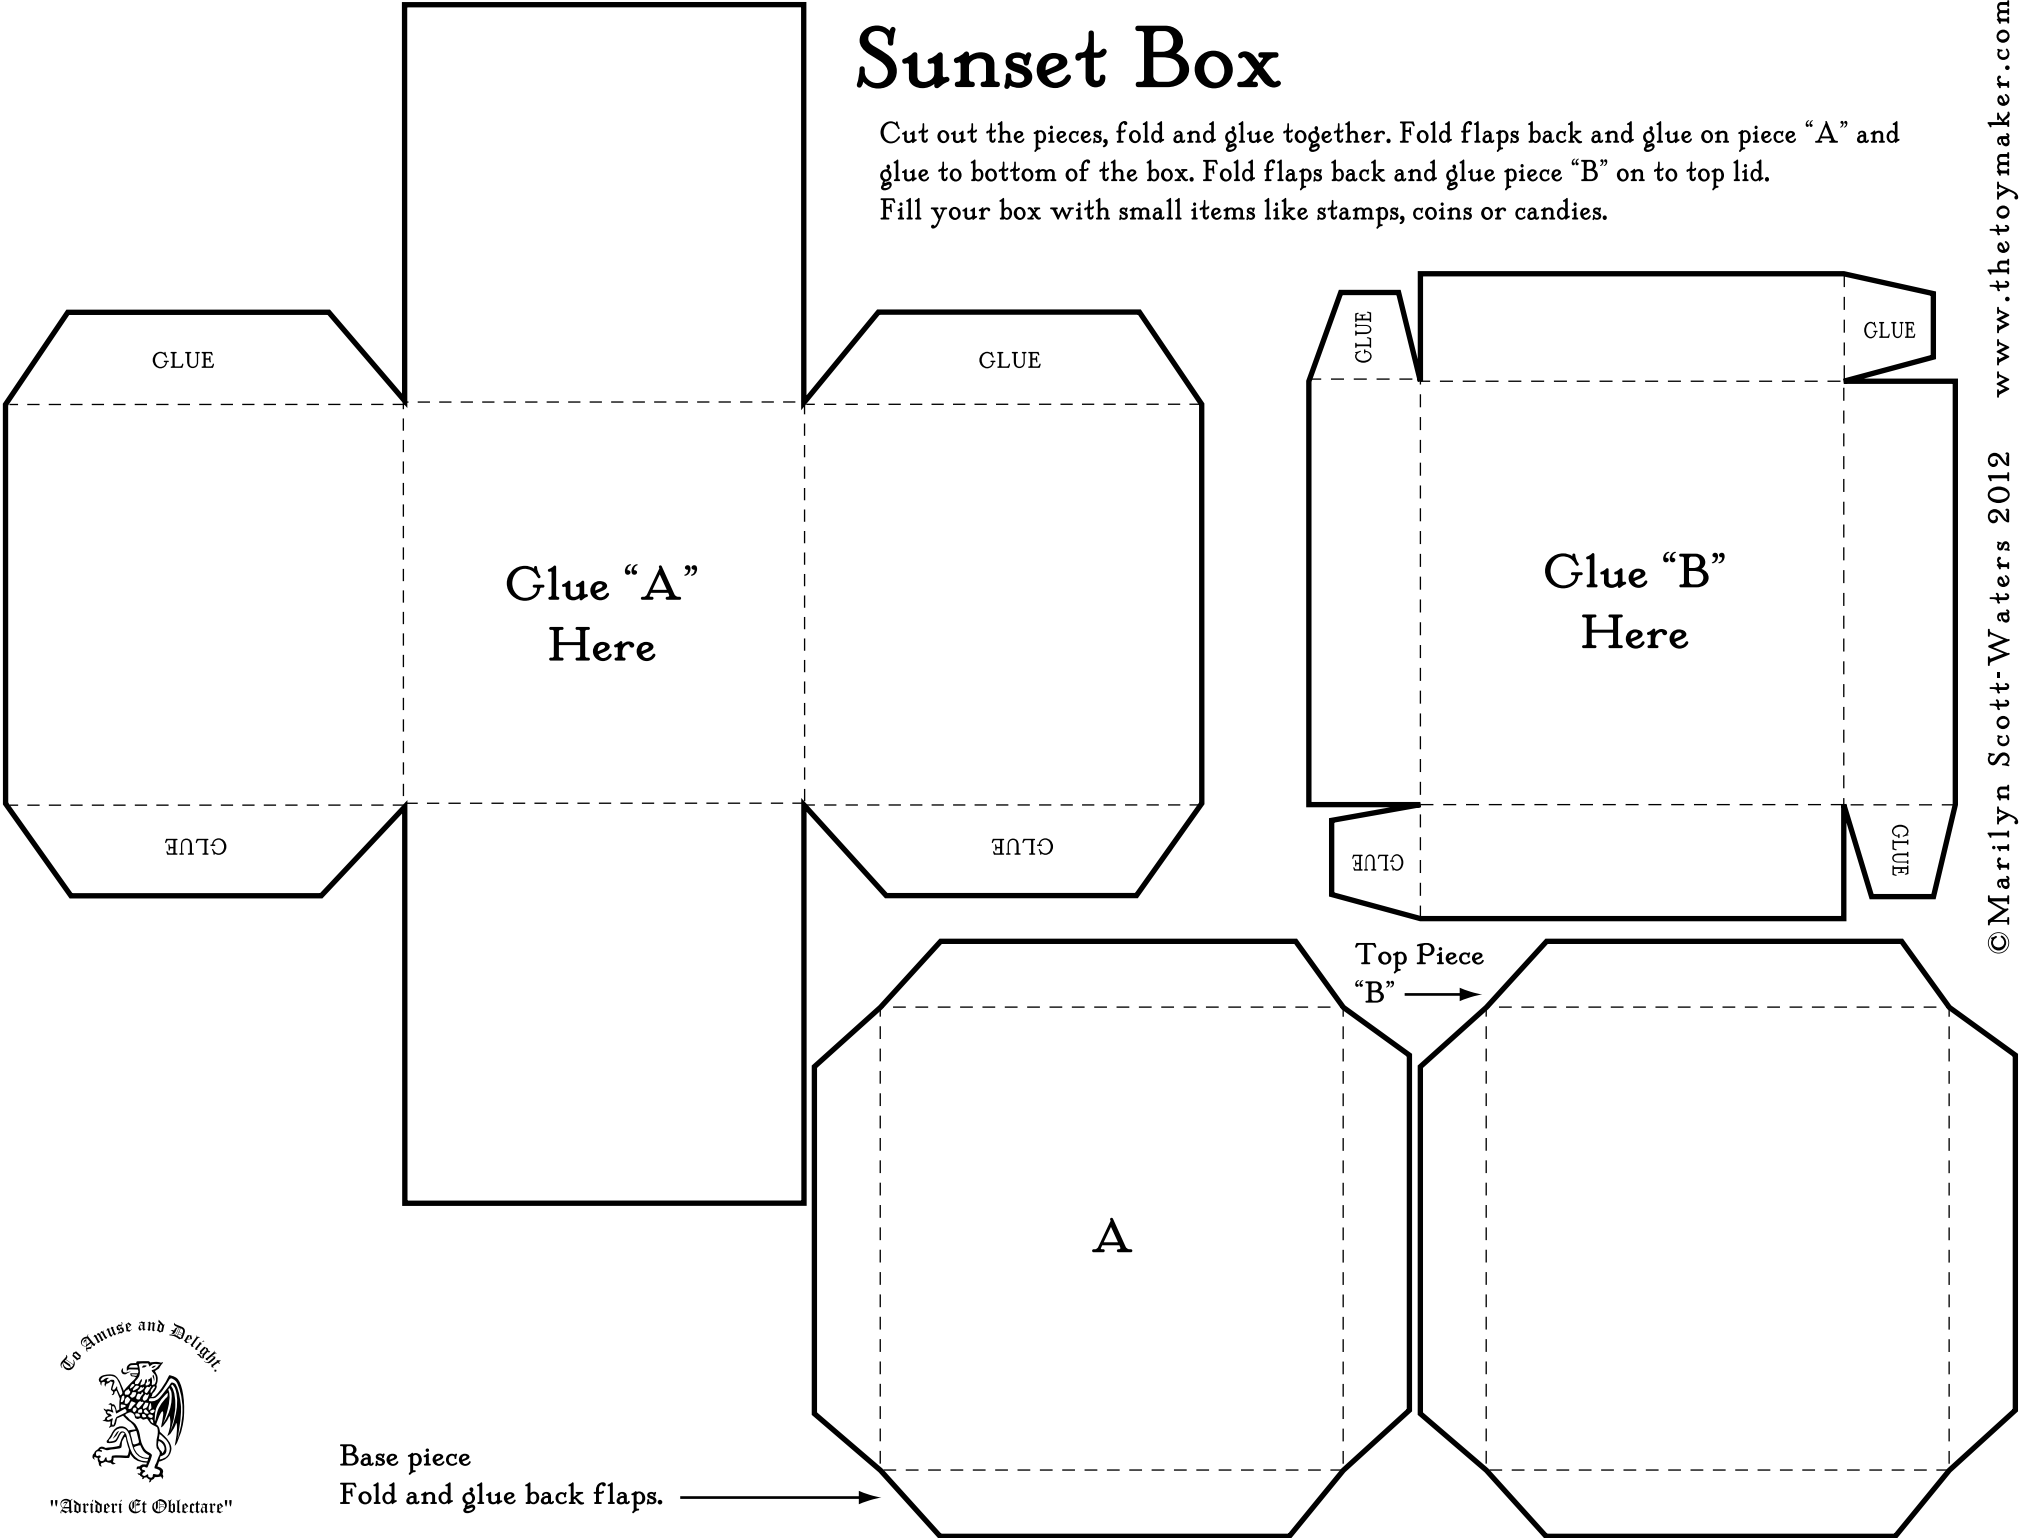 Sunset Box
Cut out the pieces, fold and glue together. Fold flaps back and glue on piece “A” and
glue to bottom of the box. Fold flaps back and glue piece “B” on to top lid.
Fill your box with small items like stamps, coins or candies.
GLUE
GLUE
GLUE
GLUE
Glue “A”
Here
GLUE
GLUE
GLUE
GLUE
Glue “B”
Here
©Marilyn Scott-Waters 2012 www.thetoymaker.com
Top Piece
“B”
A
To Amuse and Delight.
"Adrideri Et Oblectare"
Base piece
Fold and glue back flaps.